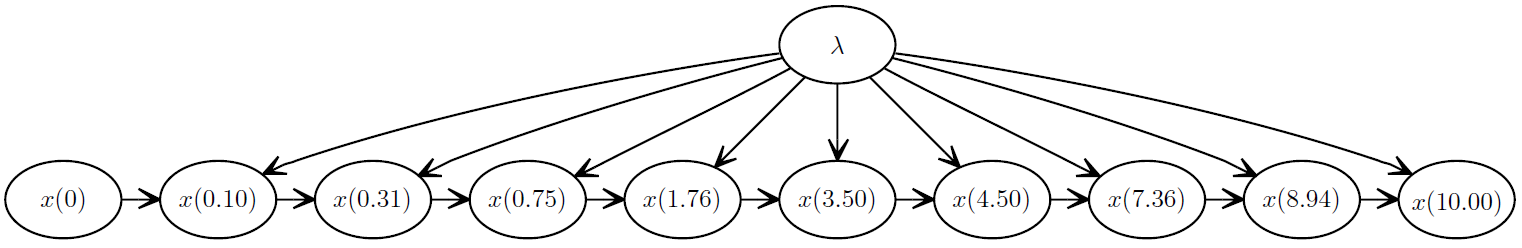 λ
x(0) x(0.10) x(0.31) x(0.75) x(1.76) x(3.50) x(4.50) x(7.36) x(8.94) x(10.00)